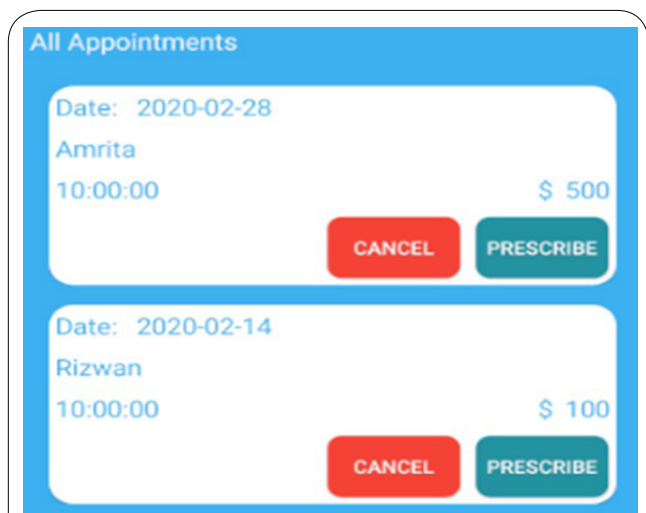 All Appointments
Date: 2020-02-28
Amrita
10:00:00 $ 500
CANCEL PRESCRIBE
Date: 2020-02-14
Rizwan
10:00:00 $ 100
CANCEL PRESCRIBE